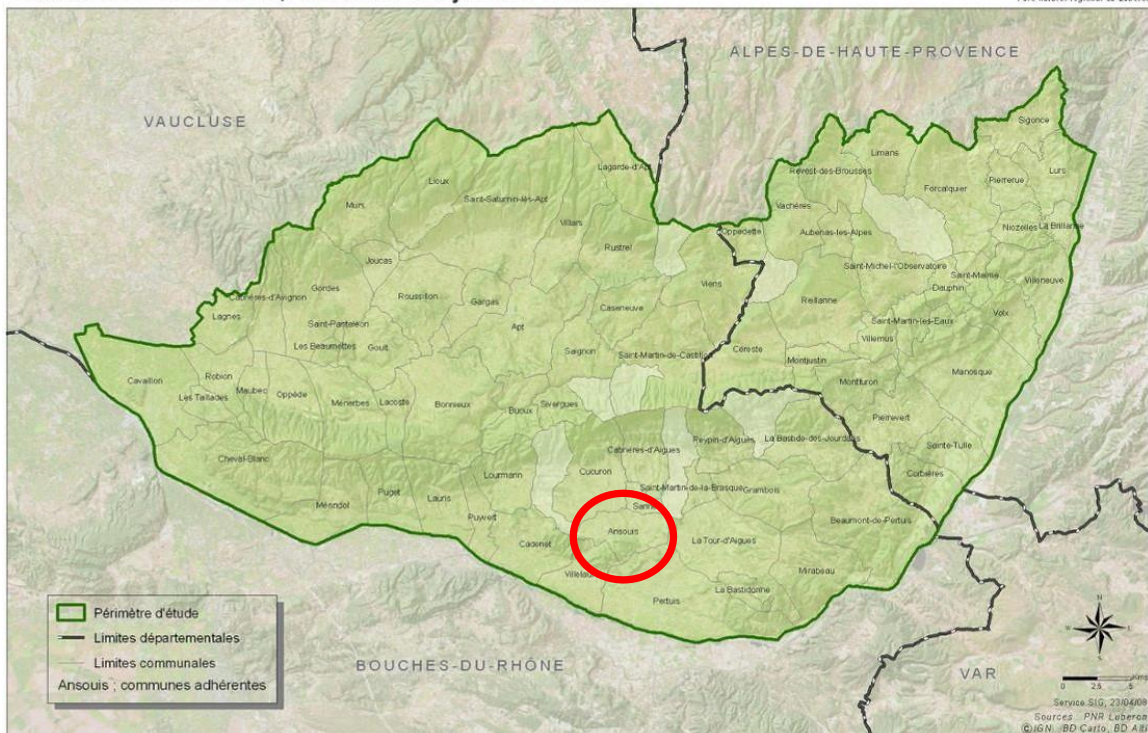 ALPES-DE-HAUTE-PROVENCE
VAUCLUSE
Sigonce
Limans
Lagarde-d'Apt
Revest-des-Brousses
Pierrerue
Lurs
Lioux
Forcalquier
Saint-Saturnin-lès-Apt
Murs
Vachères
Villars
Niozelles
La Brillanne
Oppedette
Aubenas-les-Alpes
Rustrel
Joucas
Saint-Michel-l'Observatoire
Saint-Maime
Villeneuve
Gordes
Viens
Dauphin
Cabrières-d'Avignon
Roussillon
Gargas
Reillanne
Lagnes
Caseneuve
Volx
Saint-Pantaléon
Apt
Saint-Martin-les-Eaux
Les Beaumettes
Goult
Villemus
Saignon
Saint-Martin-de-Castillon
Céreste
Montjustin
Robion
Manosque
Cavaillon
Maubec
Oppède
Montfuron
Les Taillades
Ménerbes
Lacoste
Bonnieux
Buoux
Sivergues
Pierrevert
Peypin-d'Aigues
La Bastide-des-Jourdans
Sainte-Tulle
Cabrières-d'Aigues
Cheval-Blanc
Cucuron
Corbières
Lourmarin
Saint-Martin-de-la-Brasque
Grambois
Puget
Lauris
Mérindol
Puyvert
Beaumont-de-Pertuis
Ansouis
Cadenet
La Tour-d'Aigues
Mirabeau
La Bastidonne
Pertuis
Périmètre d'étude
Limites départementales
Limites communales
Ansouis ; communes adhérentes
BOUCHES-DU-RHÔNE
VAR
N
0 2.5 5
Service SIG, 23/04/08
Sources : PNR Luberon
©IGN BD Carto, BD Alti